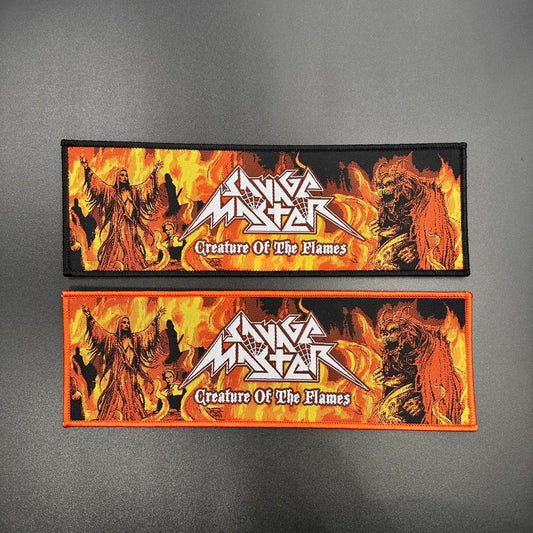 SAVAGE
MASTER
Creature Of The Flames
SAVAGE
MASTER
Creature Of The Flames